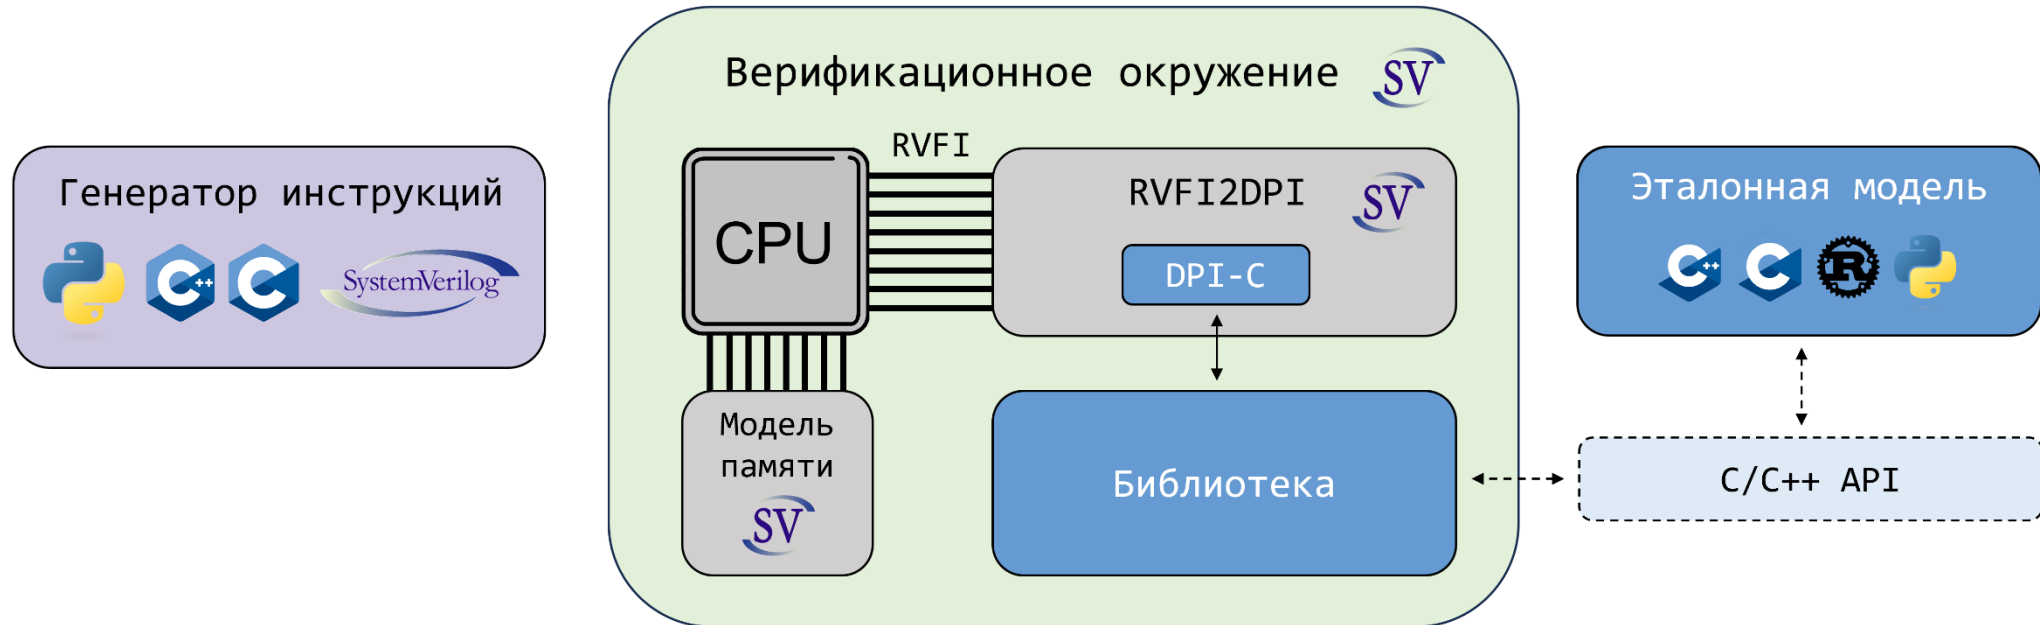 Верификационное окружение
SV
Генератор инструкций
C++
C
SystemVerilog
RVFI
CPU
RVFI2DPI
SV
DPI-C
Эталонная модель
C++
C
R
Модель
памяти
SV
Библиотека
C/C++ API